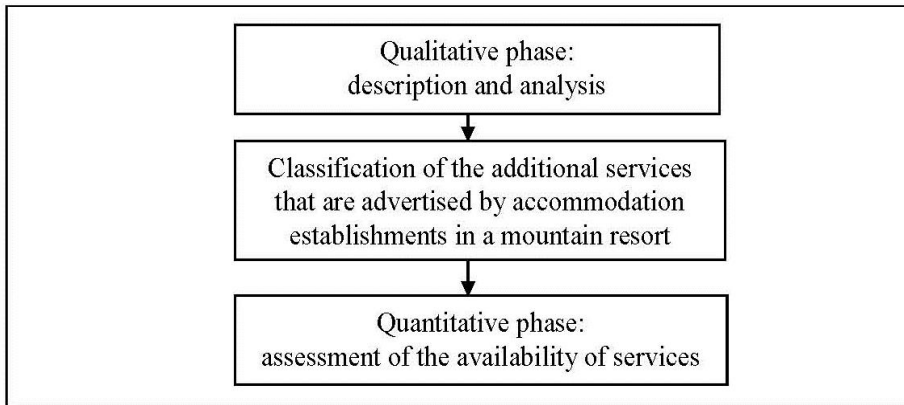 Qualitative phase:
description and analysis
Classification of the additional services
that are advertised by accommodation
establishments in a mountain resort
Quantitative phase:
assessment of the availability of services